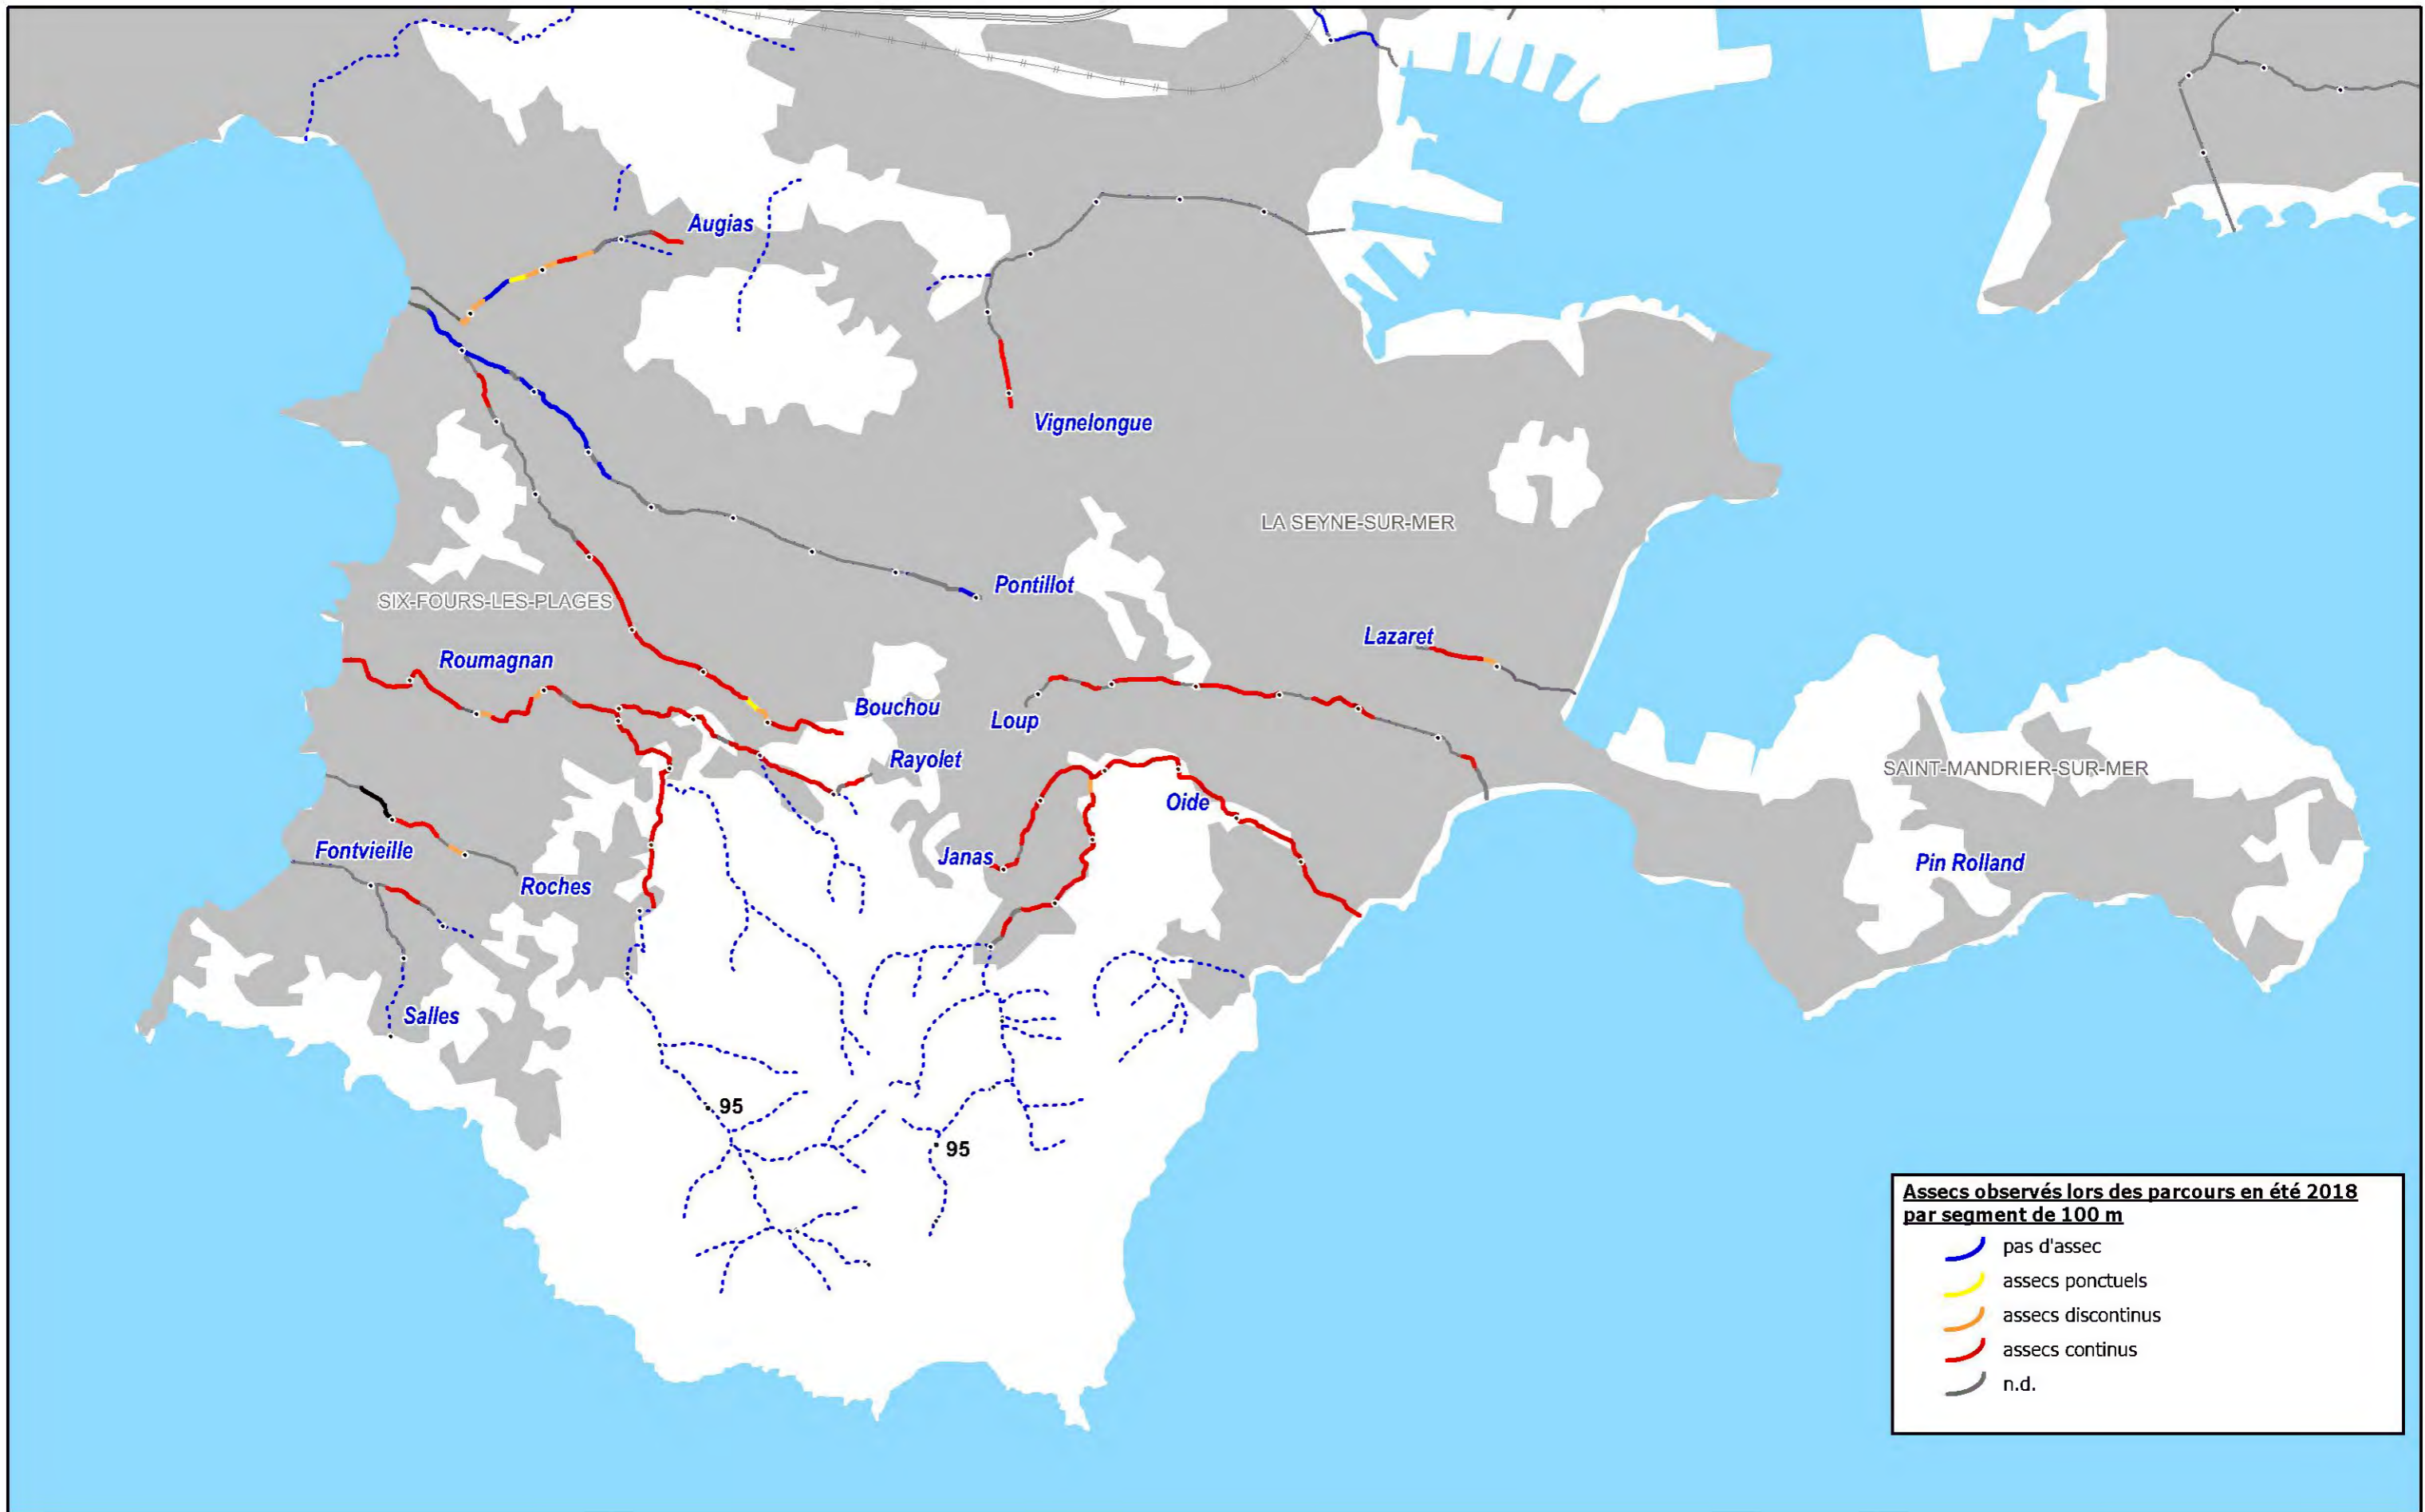 Augias
Vignelongue
LA SEYNE-SUR-MER
Pontillot
SIX-FOURS-LES-PLAGES
Lazaret
Roumagnan
Bouchou
Loup
Rayolet
SAINT-MANDRIER-SUR-MER
Oide
Fontvieille
Janas
Pin Rolland
Roches
Salles
95
95
Assecs observés lors des parcours en été 2018
par segment de 100 m
pas d'assec
assecs ponctuels
assecs discontinus
assecs continus
n.d.